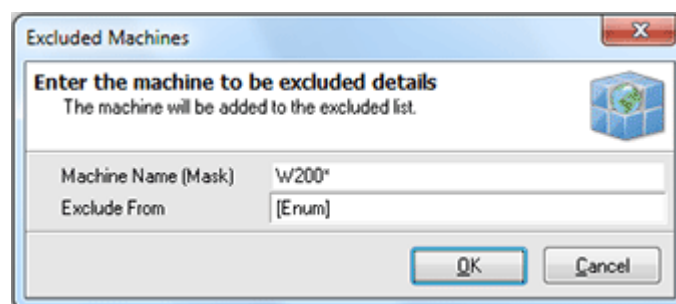 Excluded Machines
Enter the machine to be excluded details
The machine will be added to the excluded list.
Machine Name (Mask) W200*
Exclude From [Enum]
OK Cancel